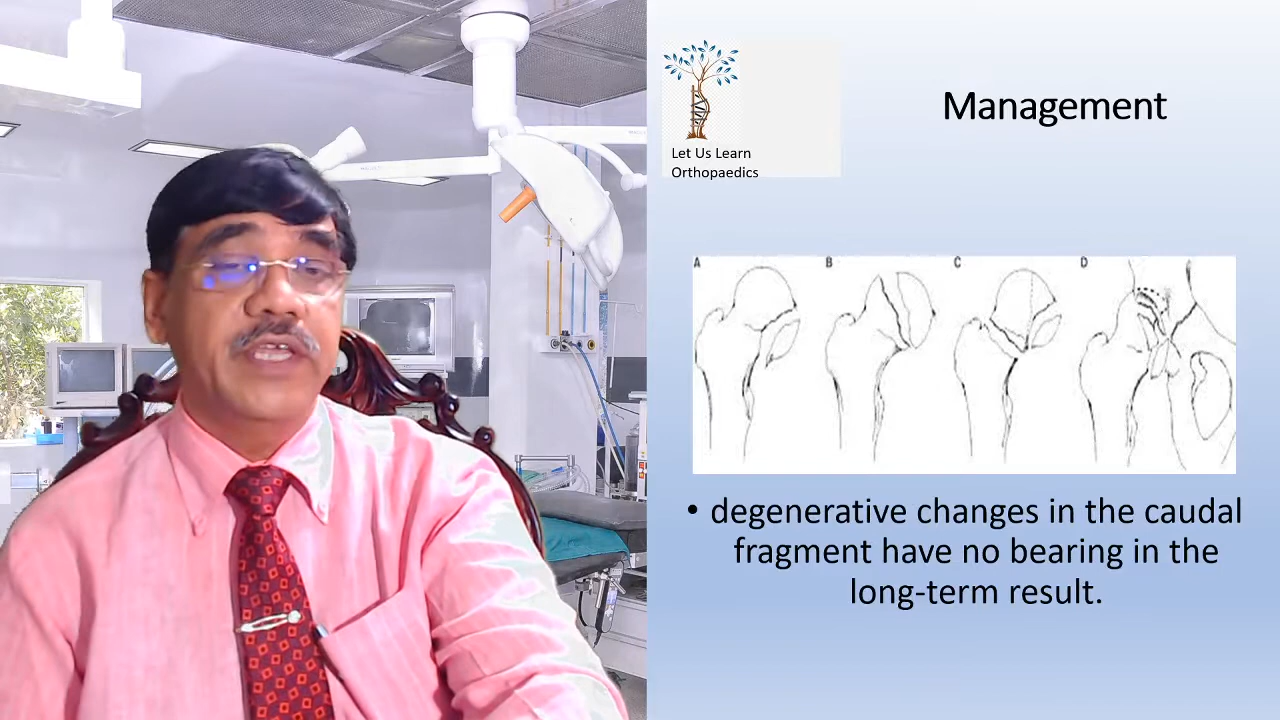 Let Us Learn
Orthopaedics
Management
A B C D
• degenerative changes in the caudal
fragment have no bearing in the
long-term result.